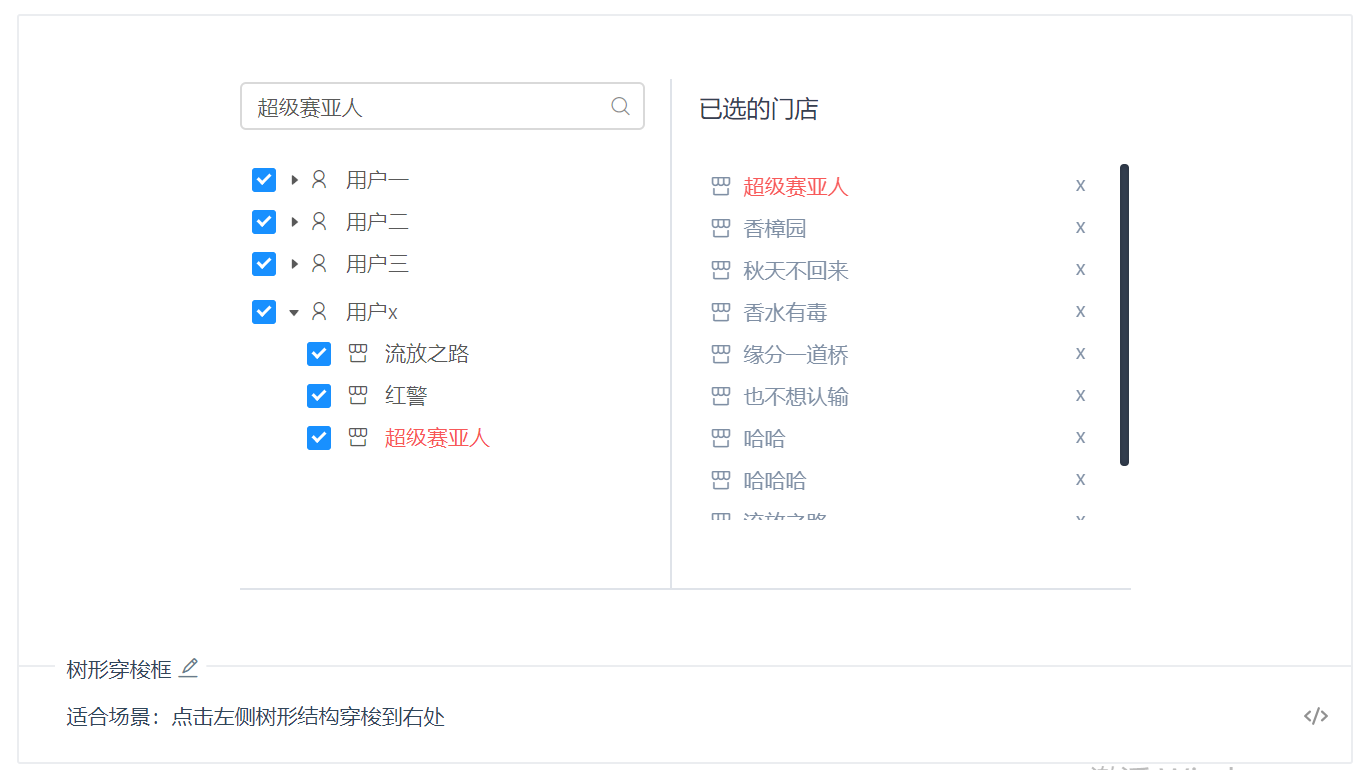 超级赛亚人
用户一
用户二
用户三
用户x
流放之路
红警
超级赛亚人
已选的门店
超级赛亚人 x
香樟园 x
秋天不回来 x
香水有毒 x
缘分一道桥 x
也不想认输 x
哈哈 x
哈哈哈 x
流放之路 x
树形穿梭框
适合场景：点击左侧树形结构穿梭到右处